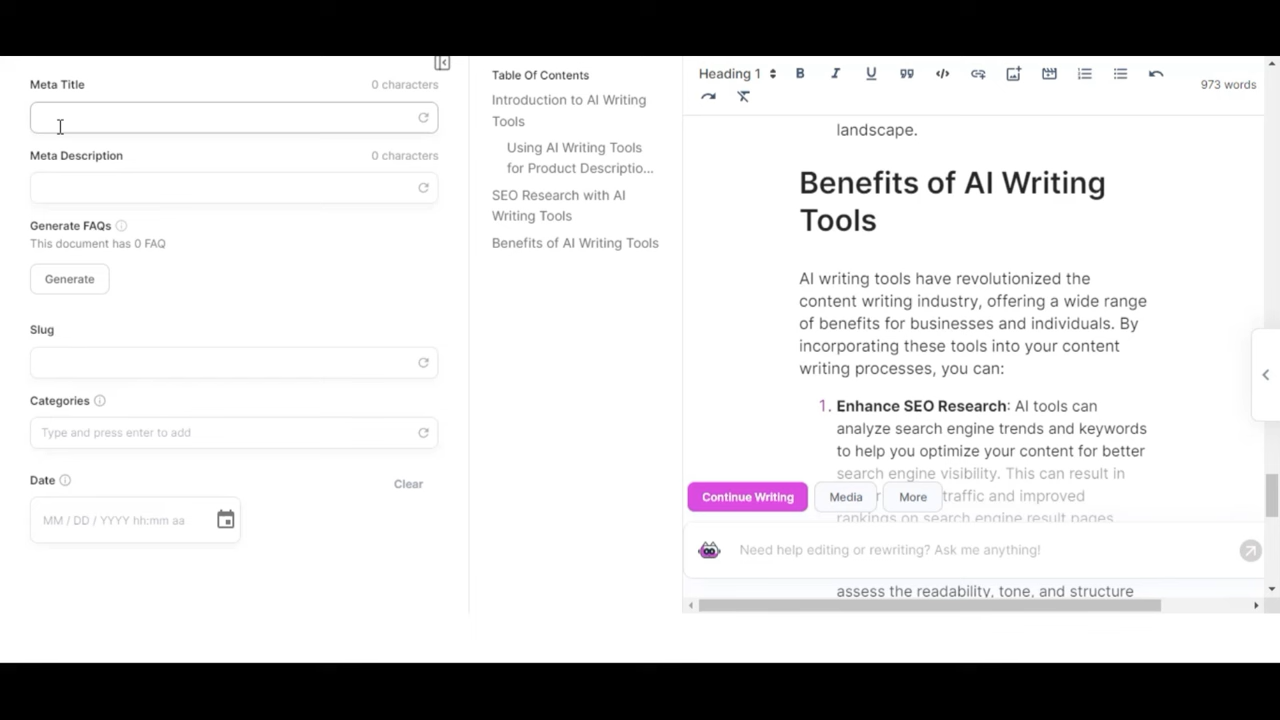 Meta Title
0 characters
Meta Description
0 characters
Generate FAQs
This document has 0 FAQ
Generate
Slug
Categories
Type and press enter to add
Date
Clear
MM / DD / YYYY hh:mm aa
Table Of Contents
Introduction to AI Writing
Tools
Using AI Writing Tools
for Product Descriptio...
SEO Research with AI
Writing Tools
Benefits of AI Writing Tools
Heading 1
973 words
landscape.
Benefits of AI Writing
Tools
AI writing tools have revolutionized the
content writing industry, offering a wide range
of benefits for businesses and individuals. By
incorporating these tools into your content
writing processes, you can:
1. Enhance SEO Research: AI tools can
analyze search engine trends and keywords
to help you optimize your content for better
search engine visibility. This can result in
traffic and improved
rankings on search engine result pages
Continue Writing
Media
More
Need help editing or rewriting? Ask me anything!
assess the readability, tone, and structure